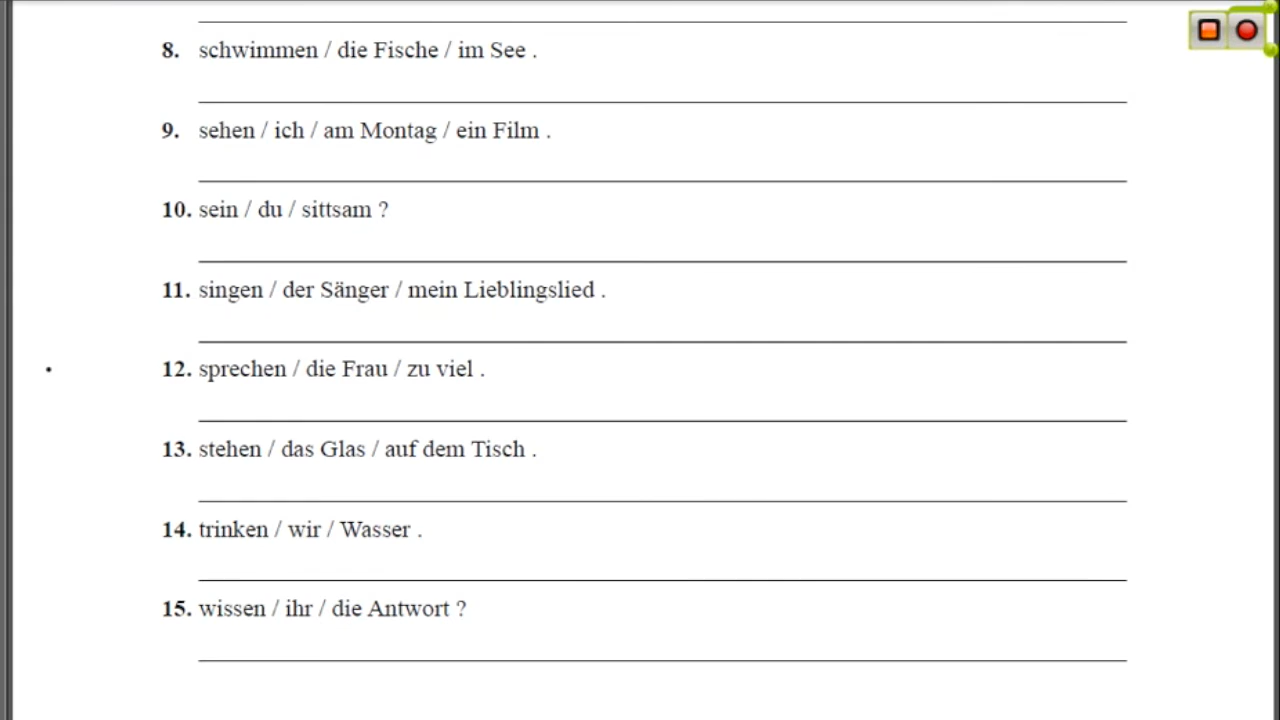 8. schwimmen / die Fische / im See .
9. sehen / ich / am Montag / ein Film .
10. sein / du / sittsam ?
11. singen / der Sänger / mein Lieblingslied .
12. sprechen / die Frau / zu viel .
13. stehen / das Glas / auf dem Tisch .
14. trinken / wir / Wasser .
15. wissen / ihr / die Antwort ?